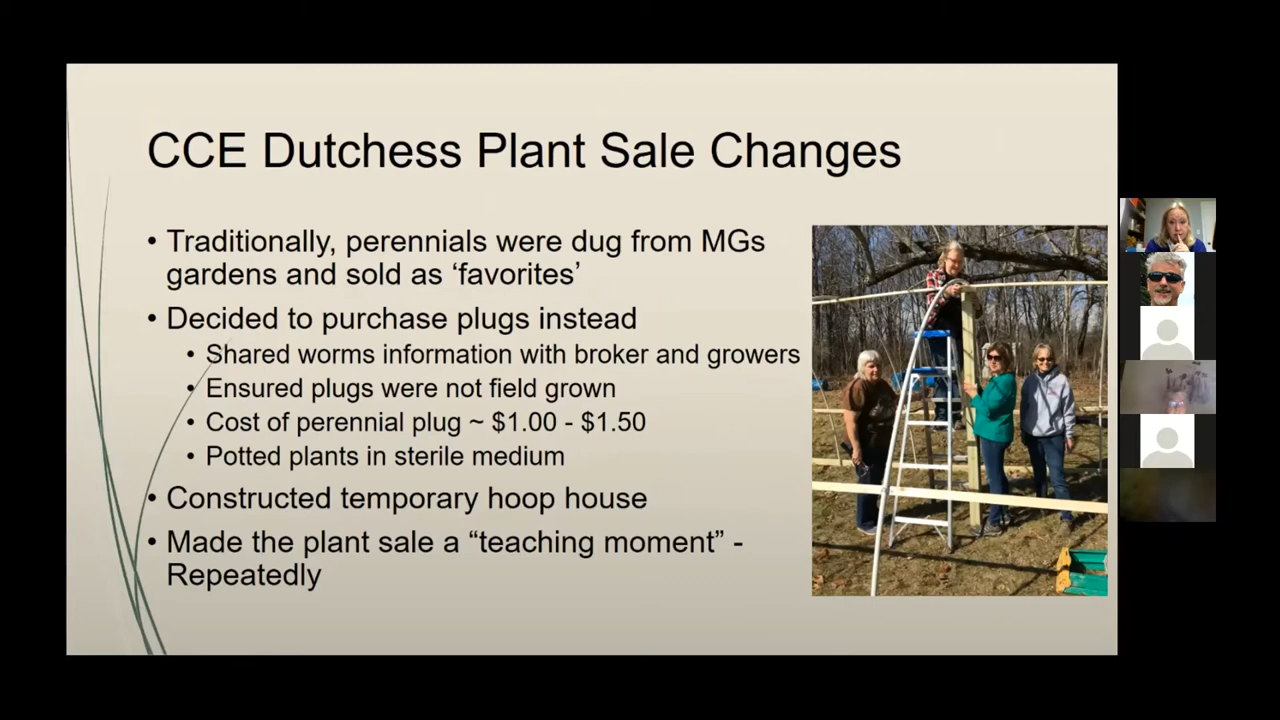 CCE Dutchess Plant Sale Changes
• Traditionally, perennials were dug from MGs
gardens and sold as ‘favorites’
• Decided to purchase plugs instead
• Shared worms information with broker and growers
• Ensured plugs were not field grown
• Cost of perennial plug ~ $1.00 - $1.50
• Potted plants in sterile medium
• Constructed temporary hoop house
• Made the plant sale a “teaching moment” -
Repeatedly